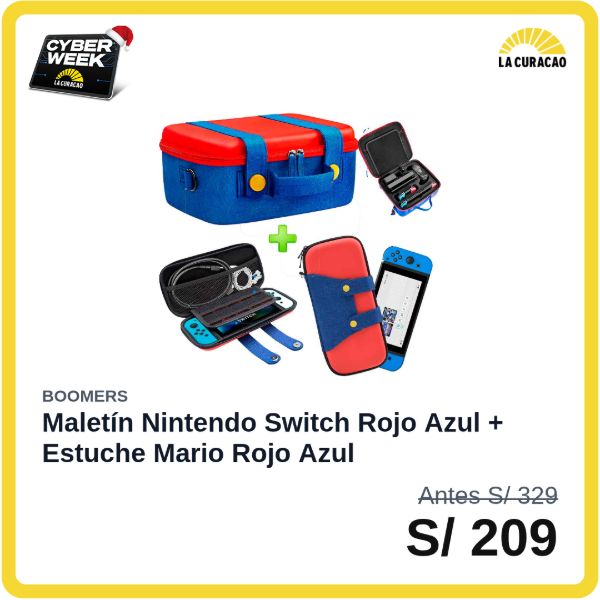 CYBER
WEEK
LA CURACAO
LA CURACAO
BOOMERS
Maletín Nintendo Switch Rojo Azul +
Estuche Mario Rojo Azul
Antes S/ 329
S/ 209